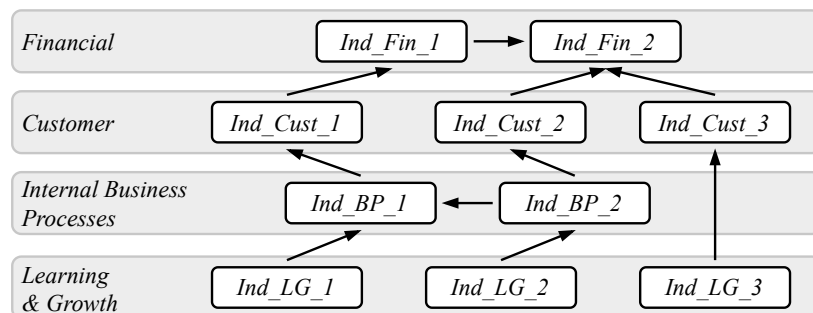 Financial
Ind_Fin_1
Ind_Fin_2
Customer
Ind_Cust_1
Ind_Cust_2
Ind_Cust_3
Internal Business
Processes
Ind_BP_1
Ind_BP_2
Learning
& Growth
Ind_LG_1
Ind_LG_2
Ind_LG_3